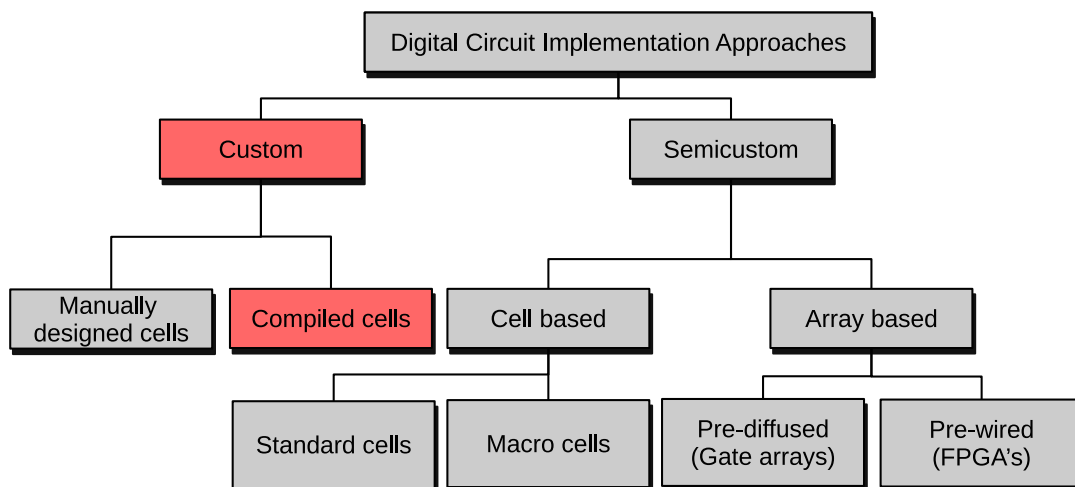 Digital Circuit Implementation Approaches
Custom
Semicustom
Manually
designed cells
Compiled cells
Cell based
Array based
Standard cells
Macro cells
Pre-diffused
(Gate arrays)
Pre-wired
(FPGA’s)